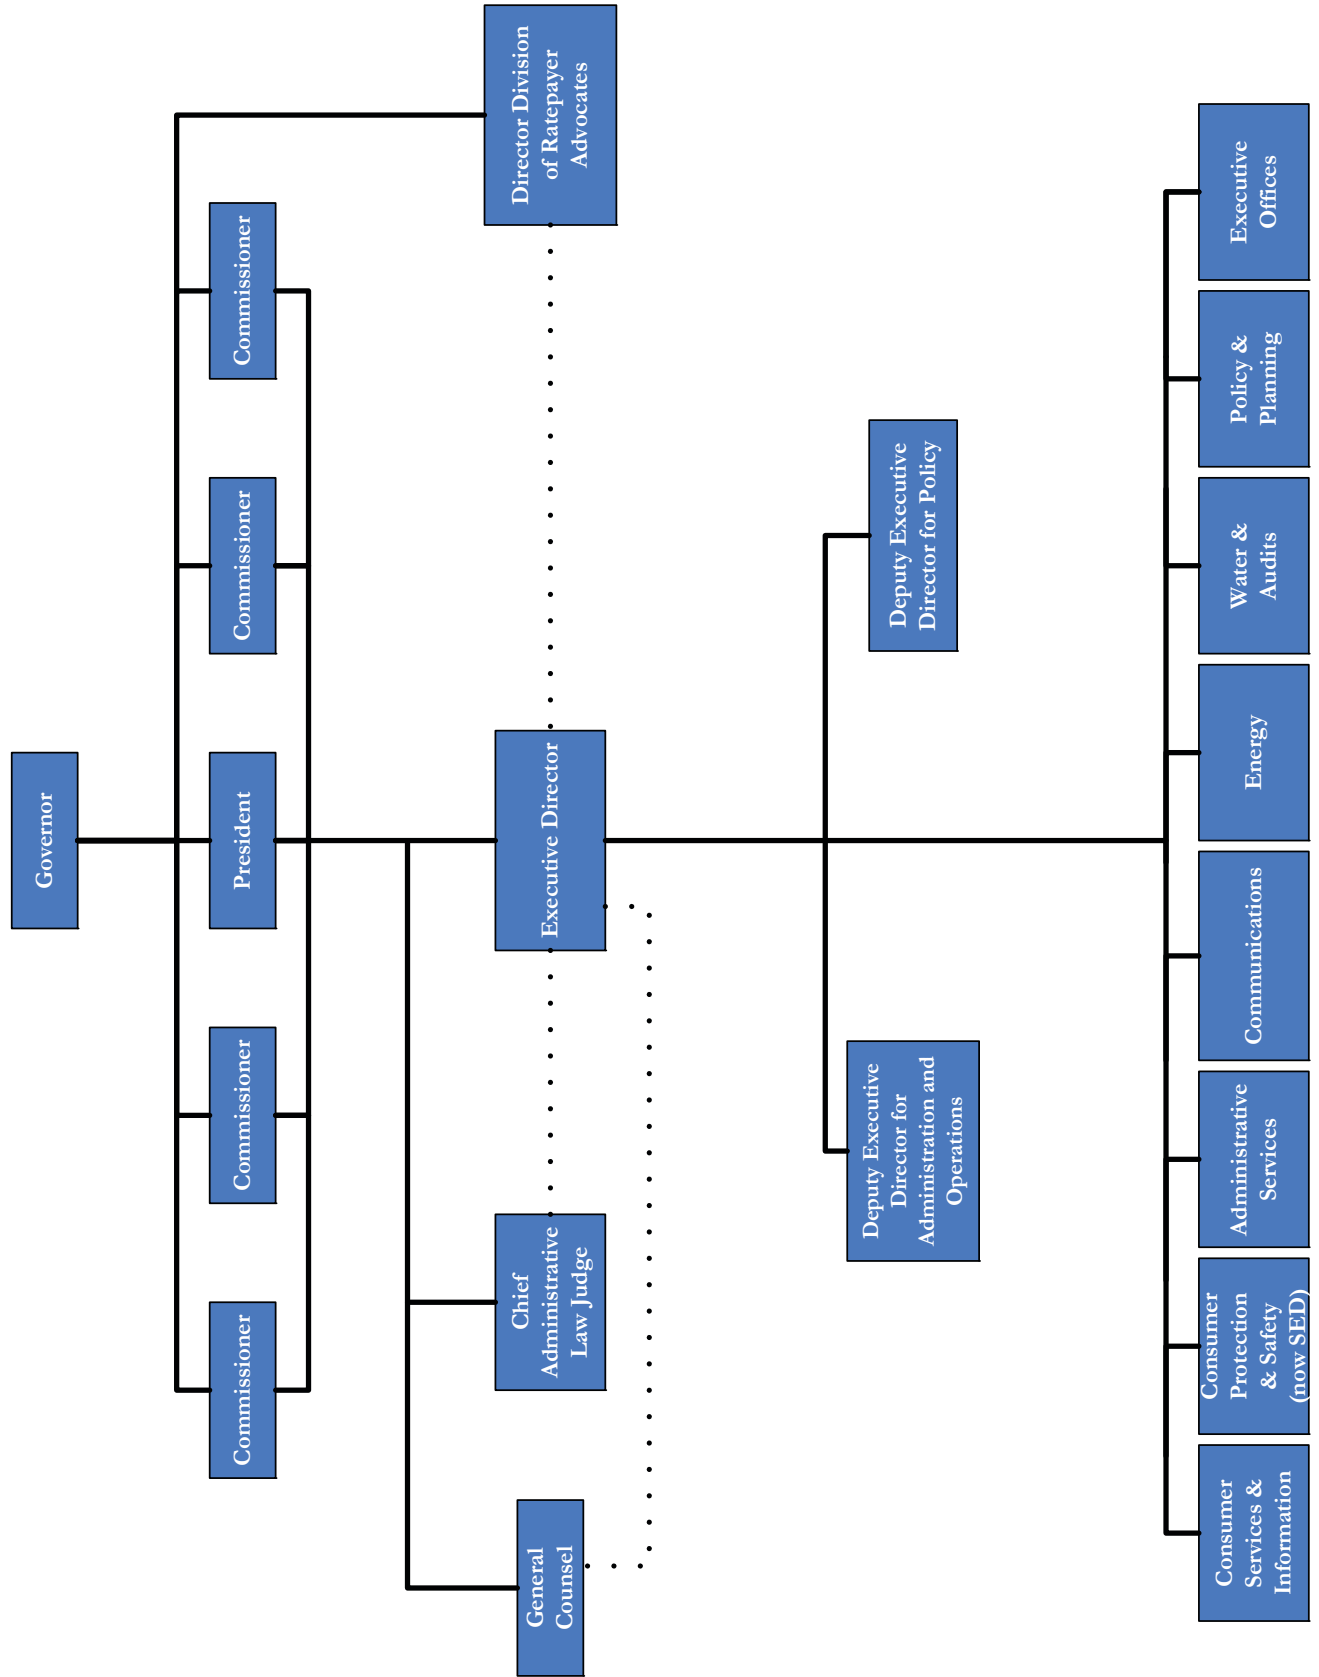 Governor
Commissioner
Commissioner
President
Commissioner
Commissioner
General
Counsel
Chief
Administrative
Law Judge
Executive Director
Director Division
of Ratepayer
Advocates
Deputy Executive
Director for
Administration and
Operations
Deputy Executive
Director for Policy
Consumer
Services &
Information
Consumer
Protection
& Safety
(now SED)
Administrative
Services
Communications
Energy
Water &
Audits
Policy &
Planning
Executive
Offices